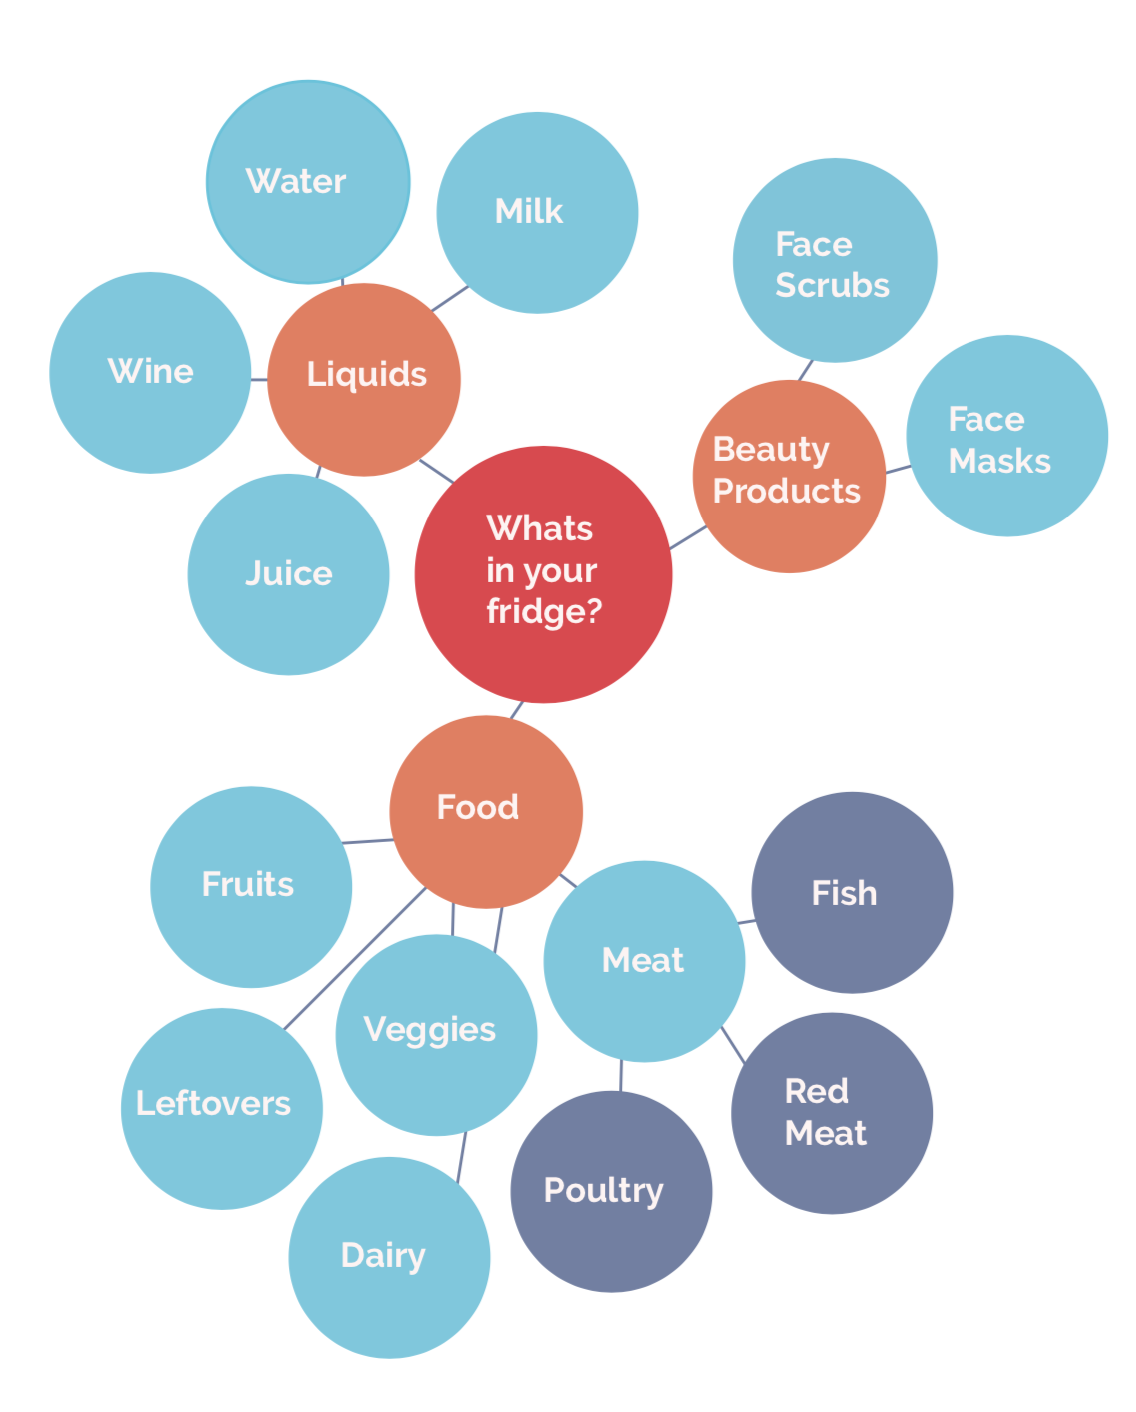 Water
Milk
Face
Scrubs
Wine
Liquids
Face
Masks
Beauty
Products
Whats
in your
fridge?
Juice
Food
Fruits
Fish
Meat
Veggies
Leftovers
Red
Meat
Poultry
Dairy